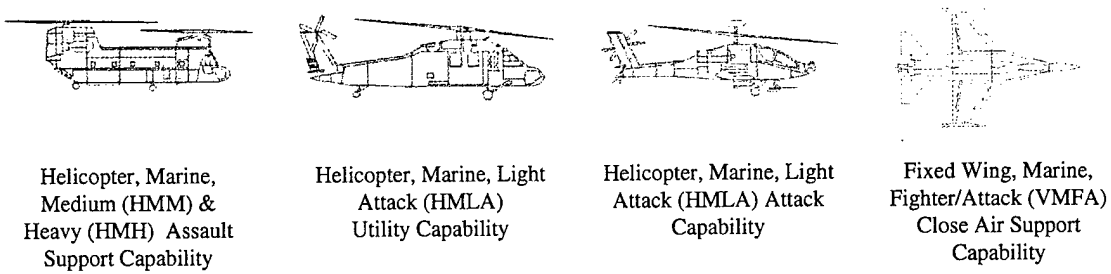 Helicopter, Marine,
Medium (HMM) &
Heavy (HMH) Assault
Support Capability
Helicopter, Marine, Light
Attack (HMLA)
Utility Capability
Helicopter, Marine, Light
Attack (HMLA) Attack
Capability
Fixed Wing, Marine,
Fighter/Attack (VMFA)
Close Air Support
Capability